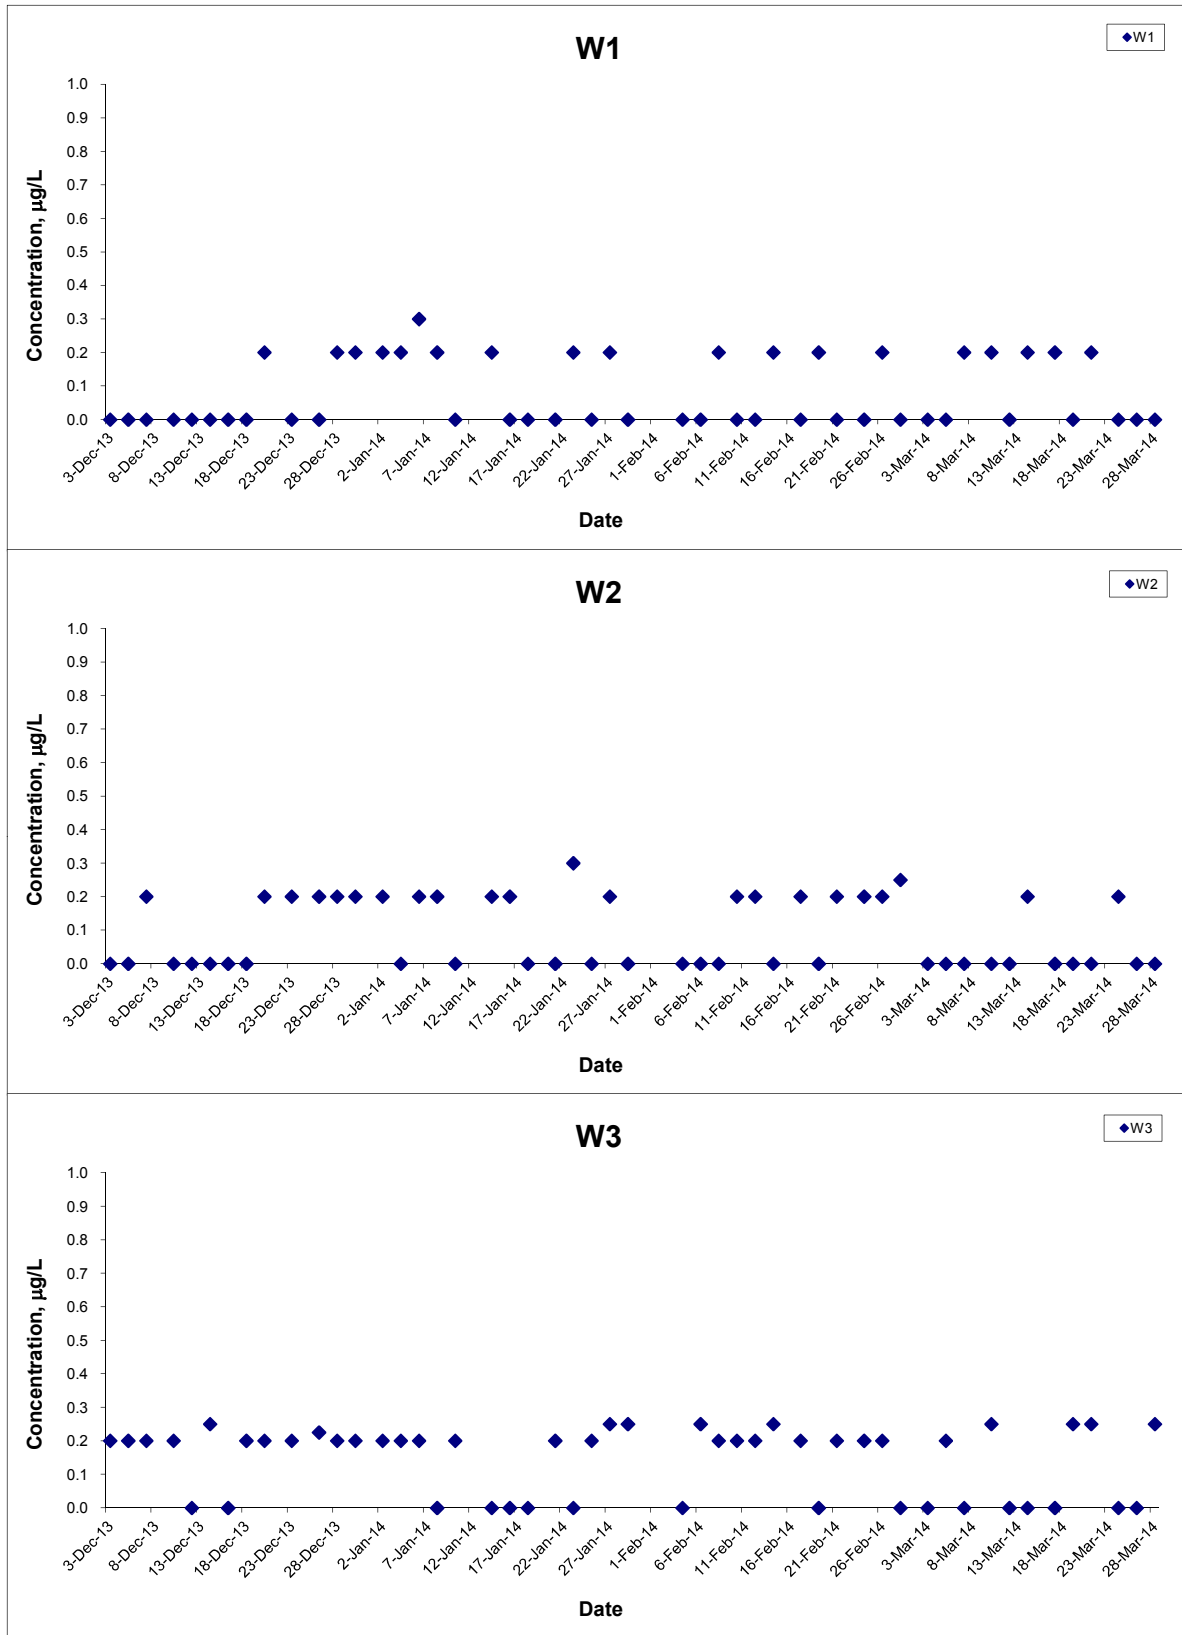 W1
W1
1.0
0.9
0.8
0.7
0.6
0.5
0.4
0.3
0.2
0.1
0.0
Concentration, µg/L
3-Dec-13
8-Dec-13
13-Dec-13
18-Dec-13
23-Dec-13
28-Dec-13
2-Jan-14
7-Jan-14
12-Jan-14
17-Jan-14
22-Jan-14
27-Jan-14
1-Feb-14
6-Feb-14
11-Feb-14
16-Feb-14
21-Feb-14
26-Feb-14
3-Mar-14
8-Mar-14
13-Mar-14
18-Mar-14
23-Mar-14
28-Mar-14
Date
W2
W2
1.0
0.9
0.8
0.7
0.6
0.5
0.4
0.3
0.2
0.1
0.0
Concentration, µg/L
3-Dec-13
8-Dec-13
13-Dec-13
18-Dec-13
23-Dec-13
28-Dec-13
2-Jan-14
7-Jan-14
12-Jan-14
17-Jan-14
22-Jan-14
27-Jan-14
1-Feb-14
6-Feb-14
11-Feb-14
16-Feb-14
21-Feb-14
26-Feb-14
3-Mar-14
8-Mar-14
13-Mar-14
18-Mar-14
23-Mar-14
28-Mar-14
Date
W3
W3
1.0
0.9
0.8
0.7
0.6
0.5
0.4
0.3
0.2
0.1
0.0
Concentration, µg/L
3-Dec-13
8-Dec-13
13-Dec-13
18-Dec-13
23-Dec-13
28-Dec-13
2-Jan-14
7-Jan-14
12-Jan-14
17-Jan-14
22-Jan-14
27-Jan-14
1-Feb-14
6-Feb-14
11-Feb-14
16-Feb-14
21-Feb-14
26-Feb-14
3-Mar-14
8-Mar-14
13-Mar-14
18-Mar-14
23-Mar-14
28-Mar-14
Date